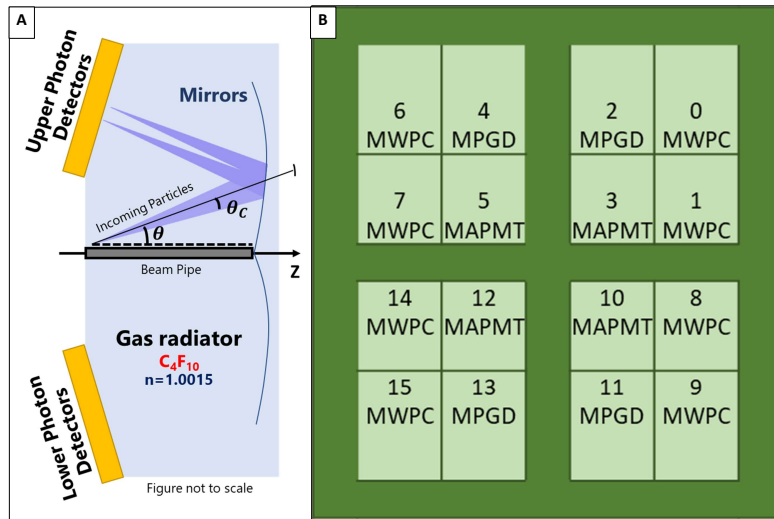 A
Upper Photon
Detectors
Mirrors
Incoming Particles
θ_C
θ
Z
Beam Pipe
Gas radiator
C₄F₁₀
n=1.0015
Lower Photon
Detectors
Figure not to scale
B
6 4 2 0
MWPC MPGD MPGD MWPC
7 5 3 1
MWPC MAPMT MAPMT MWPC
14 12 10 8
MWPC MAPMT MAPMT MWPC
15 13 11 9
MWPC MPGD MPGD MWPC